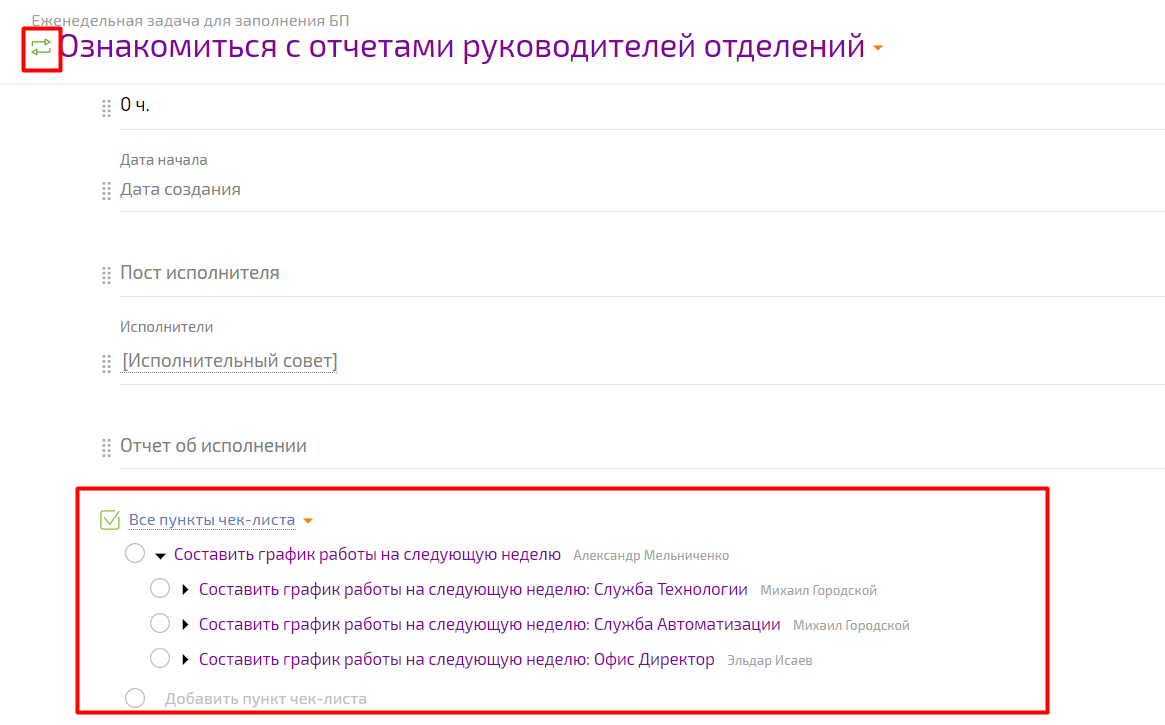 Еженедельная задача для заполнения БП
Ознакомиться с отчетами руководителей отделений
0 ч.
Дата начала
Дата создания
Пост исполнителя
Исполнители
[Исполнительный совет]
Отчет об исполнении
Все пункты чек-листа
Составить график работы на следующую неделю Александр Мельниченко
Составить график работы на следующую неделю: Служба Технологии Михаил Городской
Составить график работы на следующую неделю: Служба Автоматизации Михаил Городской
Составить график работы на следующую неделю: Офис Директор Эльдар Исаев
Добавить пункт чек-листа